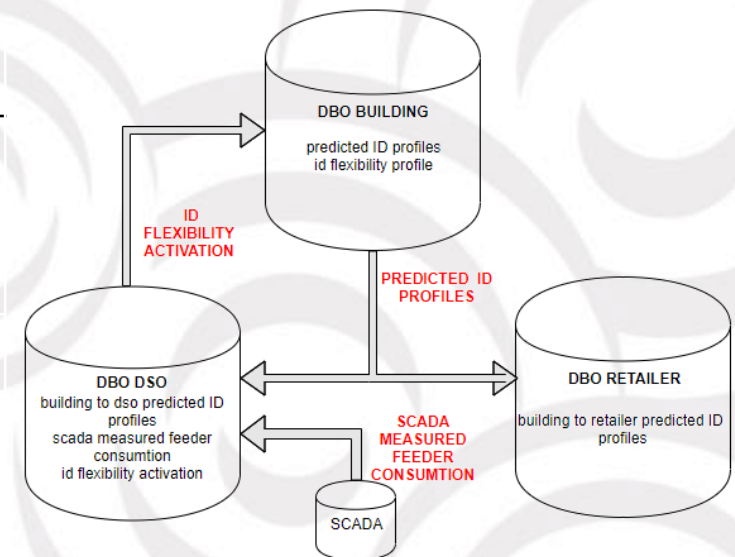 DBO BUILDING
predicted ID profiles
id flexibility profile
ID
FLEXIBILITY
ACTIVATION
PREDICTED ID
PROFILES
DBO DSO
building to dso predicted ID
profiles
scada measured feeder
consumtion
id flexibility activation
SCADA
MEASURED
FEEDER
CONSUMTION
DBO RETAILER
building to retailer predicted ID
profiles
SCADA